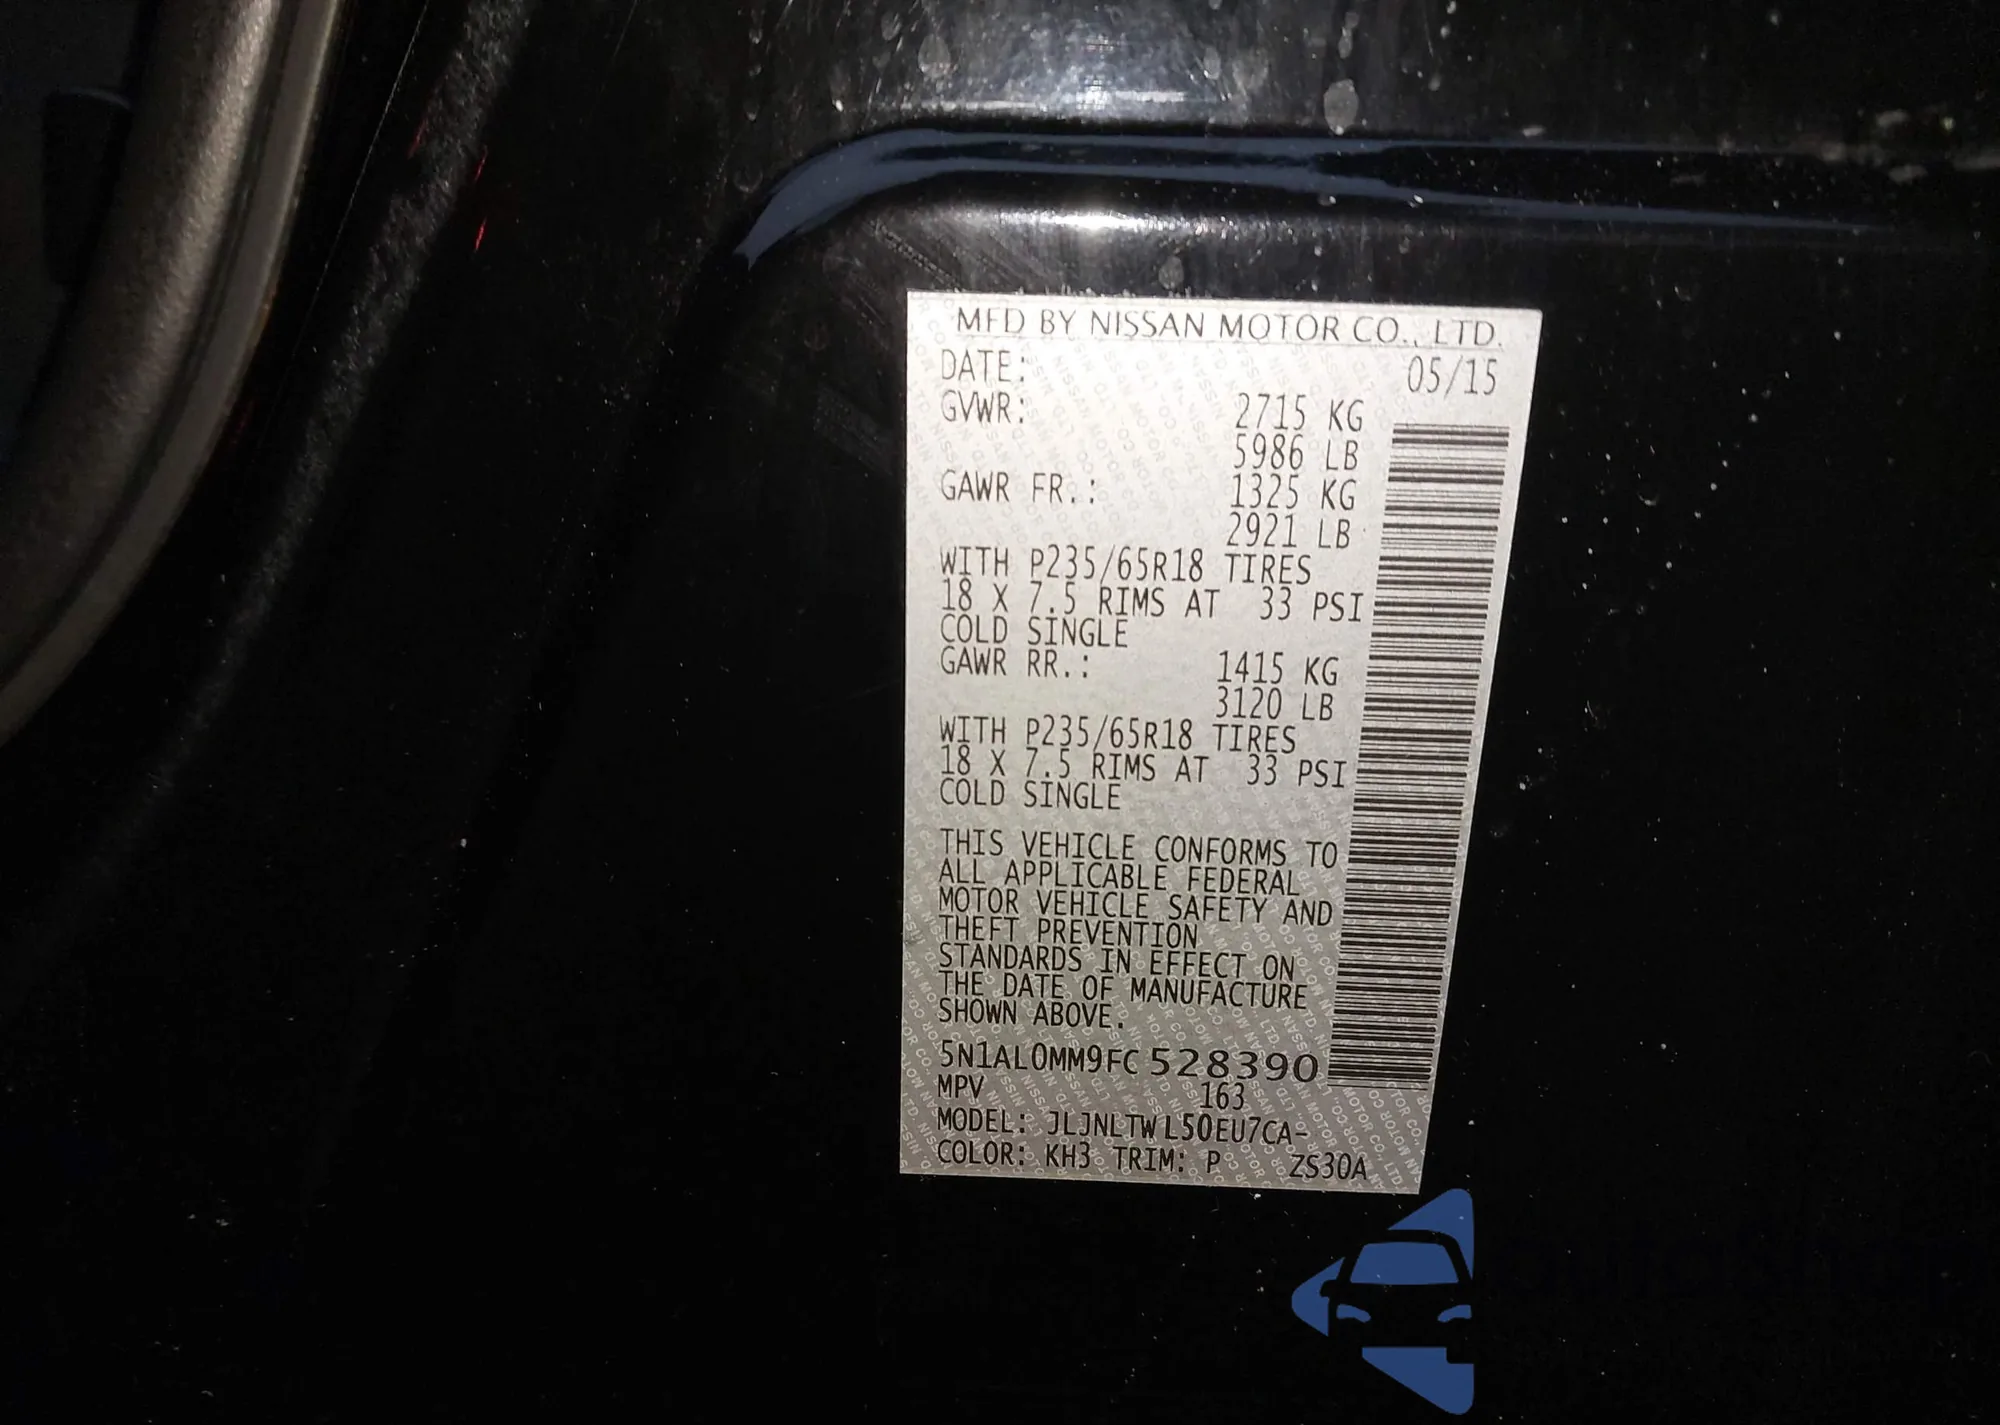 MFD BY NISSAN MOTOR CO., LTD.
DATE: 05/15
GVWR: 2715 KG
5986 LB
GAWR FR.: 1325 KG
2921 LB
WITH P235/65R18 TIRES
18 X 7.5 RIMS AT 33 PSI
COLD SINGLE
GAWR RR.: 1415 KG
3120 LB
WITH P235/65R18 TIRES
18 X 7.5 RIMS AT 33 PSI
COLD SINGLE
THIS VEHICLE CONFORMS TO
ALL APPLICABLE FEDERAL
MOTOR VEHICLE SAFETY AND
THEFT PREVENTION
STANDARDS IN EFFECT ON
THE DATE OF MANUFACTURE
SHOWN ABOVE.
5N1AL0MM9FC528390
MPV 163
MODEL: JLJNLTWL50EU7CA-
COLOR: KH3 TRIM: P ZS30A